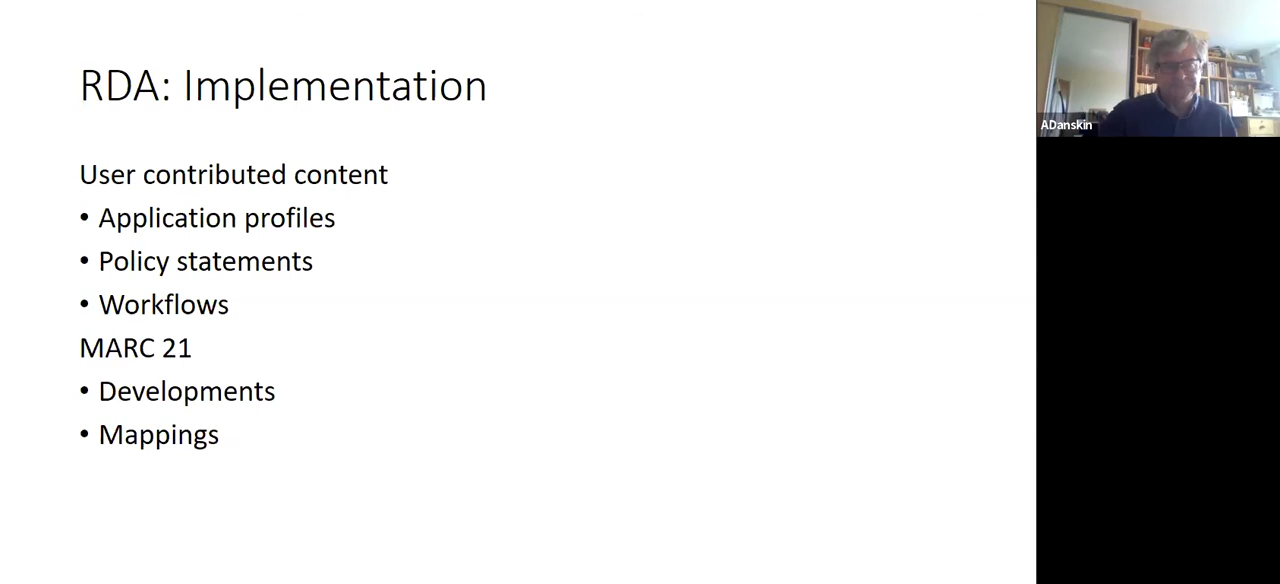 RDA: Implementation
User contributed content
• Application profiles
• Policy statements
• Workflows
MARC 21
• Developments
• Mappings
ADanskin